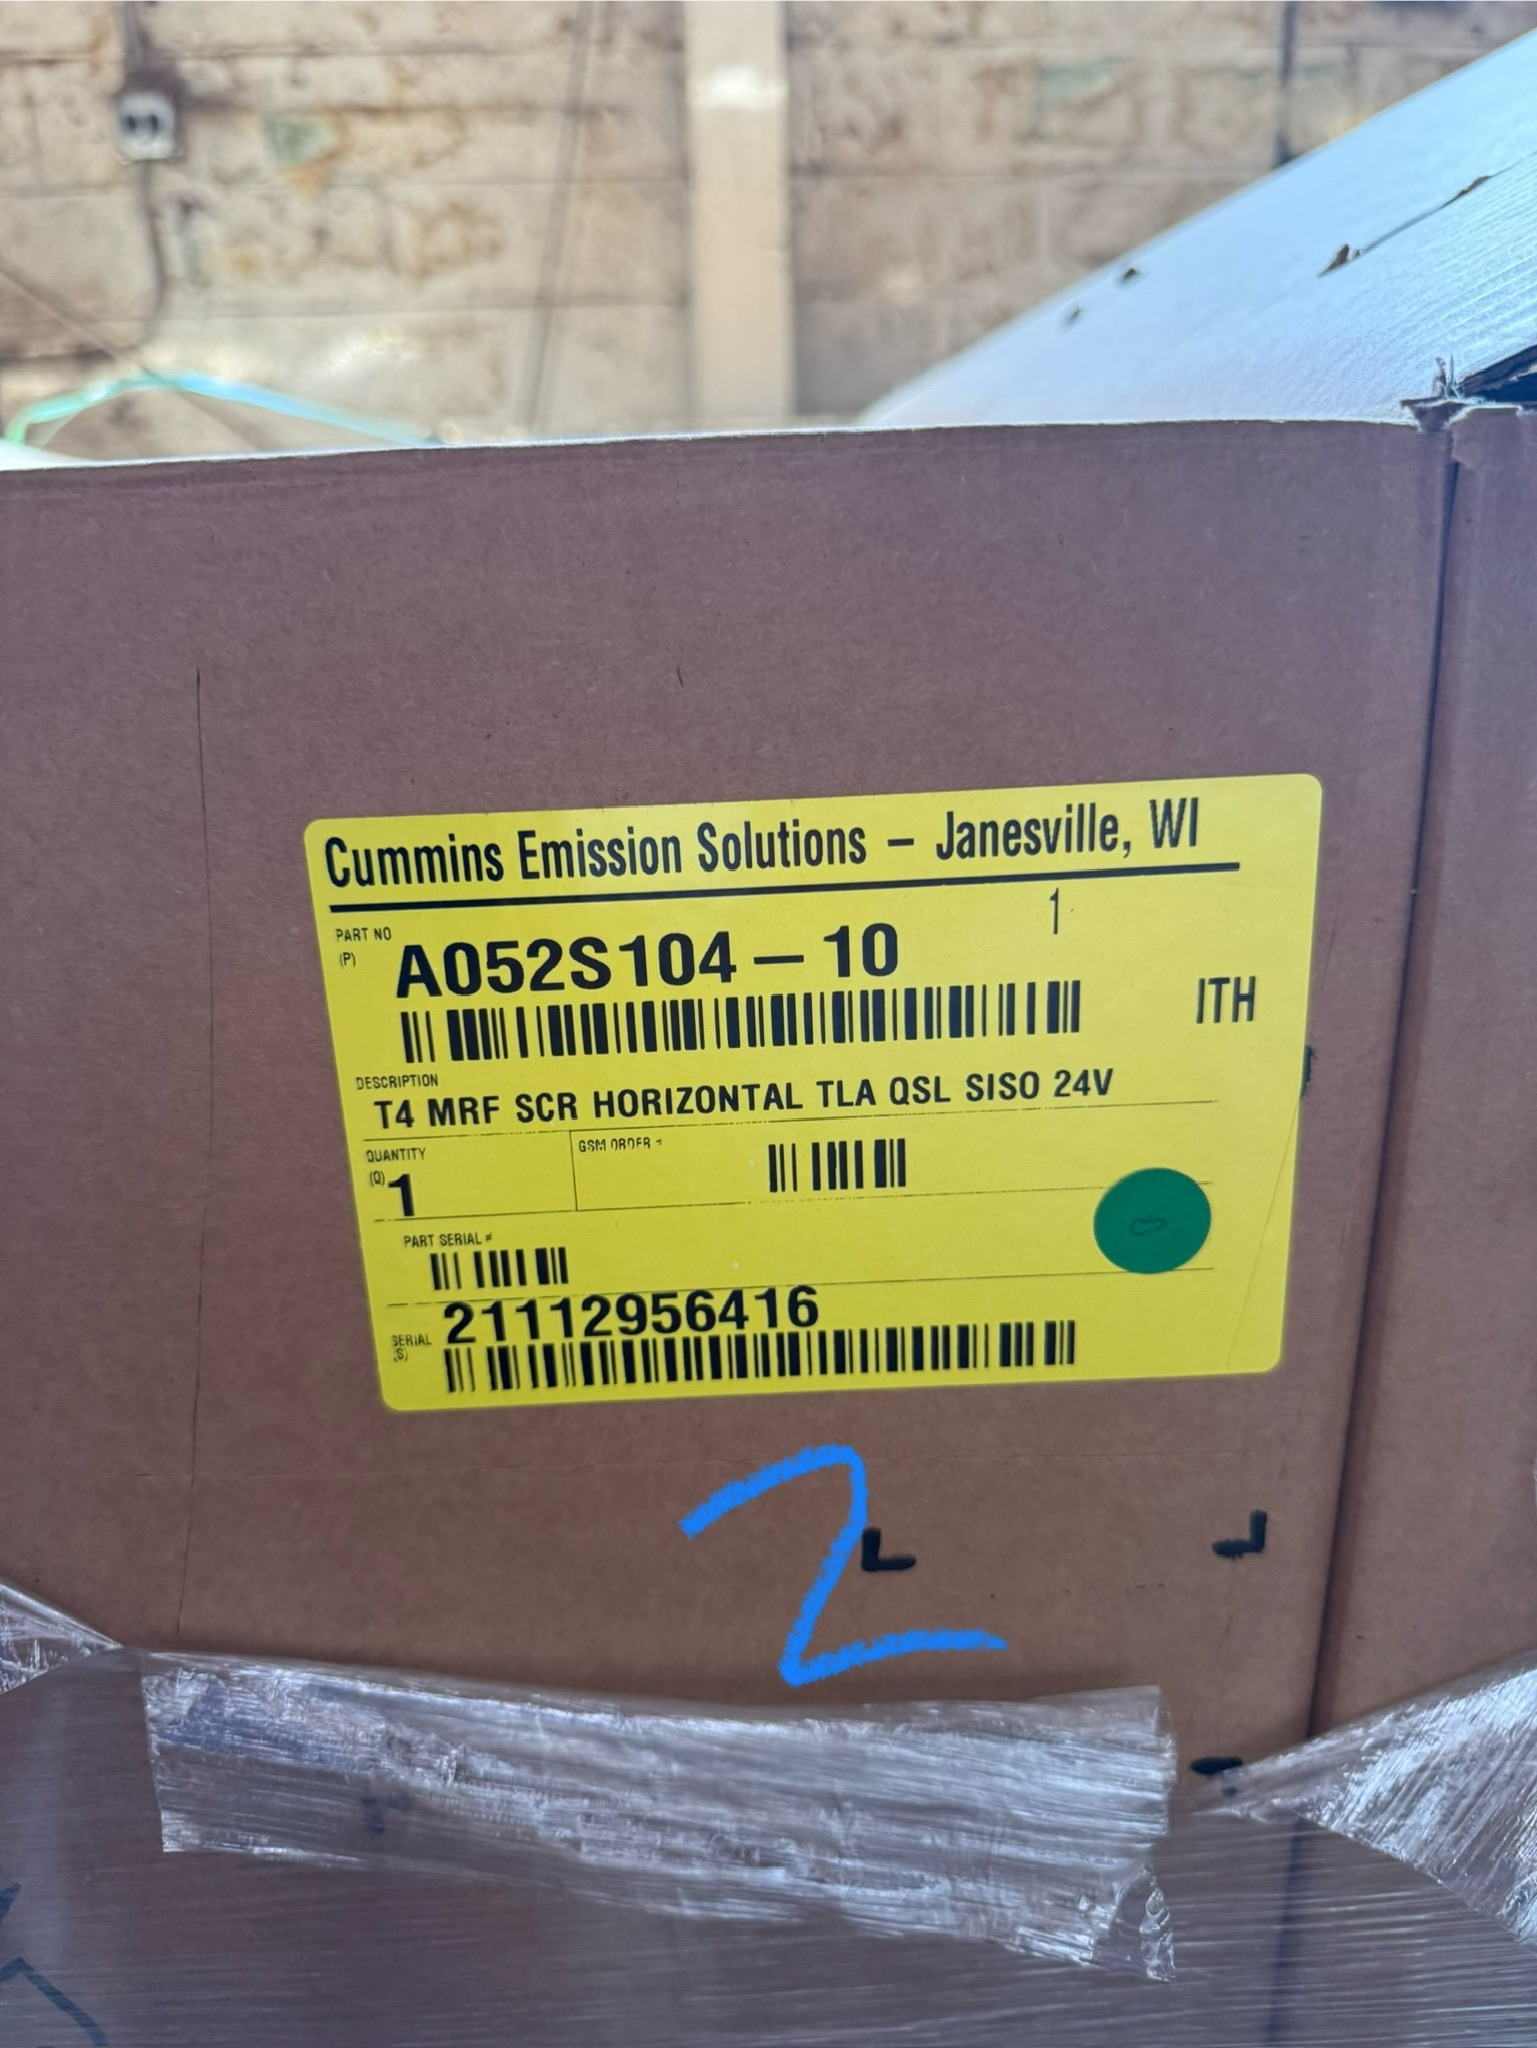 Cummins Emission Solutions – Janesville, WI
1
PART NO
(P)
A052S104–10
ITH
DESCRIPTION
T4 MRF SCR HORIZONTAL TLA QSL SISO 24V
QUANTITY
(Q)
1
GSM ORDER #
PART SERIAL #
21112956416
SERIAL
(S)
2